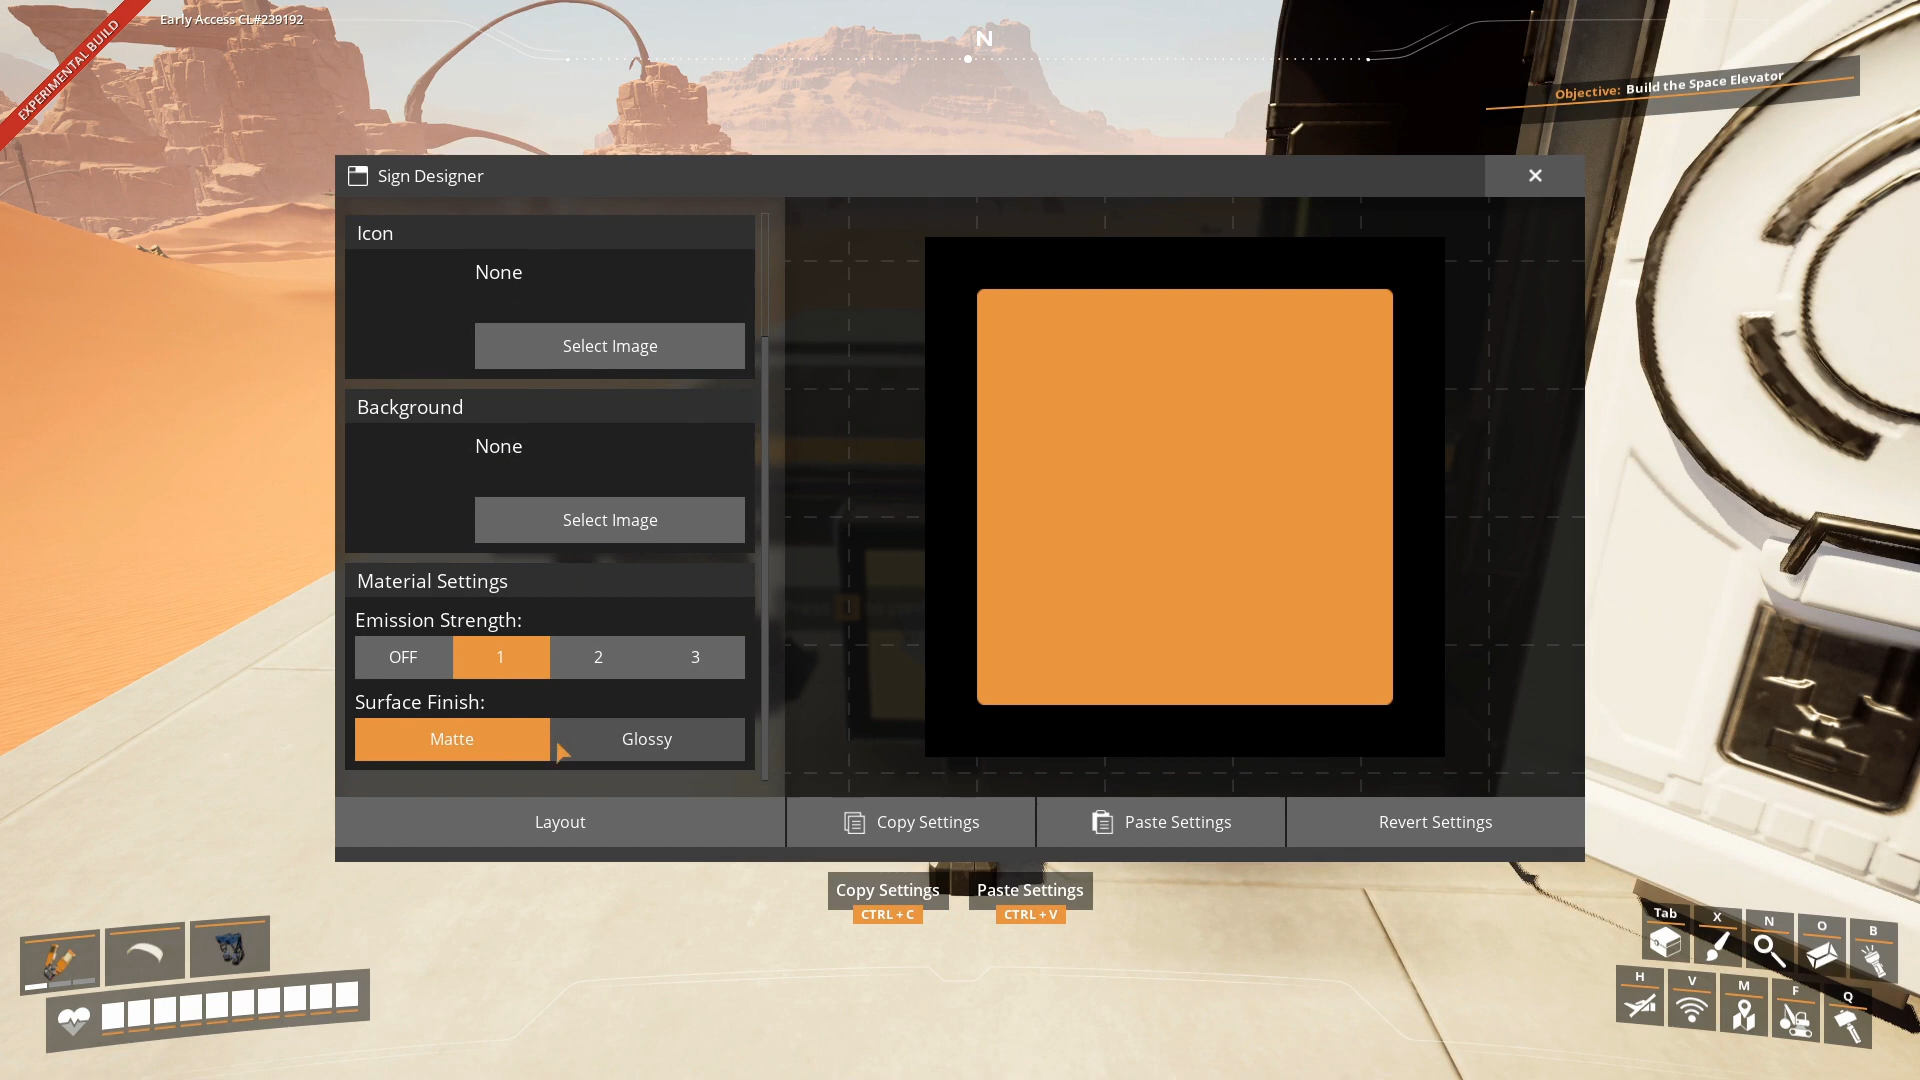 EXPERIMENTAL BUILD
Early Access CL#239192
N
Objective: Build the Space Elevator
Sign Designer
Icon
None
Select Image
Background
None
Select Image
Material Settings
Emission Strength:
OFF 1 2 3
Surface Finish:
Matte Glossy
Layout
Copy Settings
Paste Settings
Revert Settings
Copy Settings
CTRL + C
Paste Settings
CTRL + V
Tab X N O B
H V M F Q